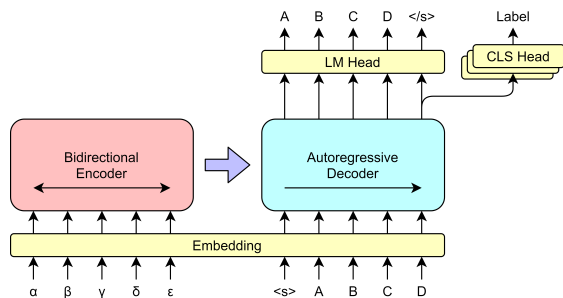 A B C D </s> Label
LM Head
CLS Head
Bidirectional
Encoder
Autoregressive
Decoder
Embedding
α β γ δ ε <s> A B C D